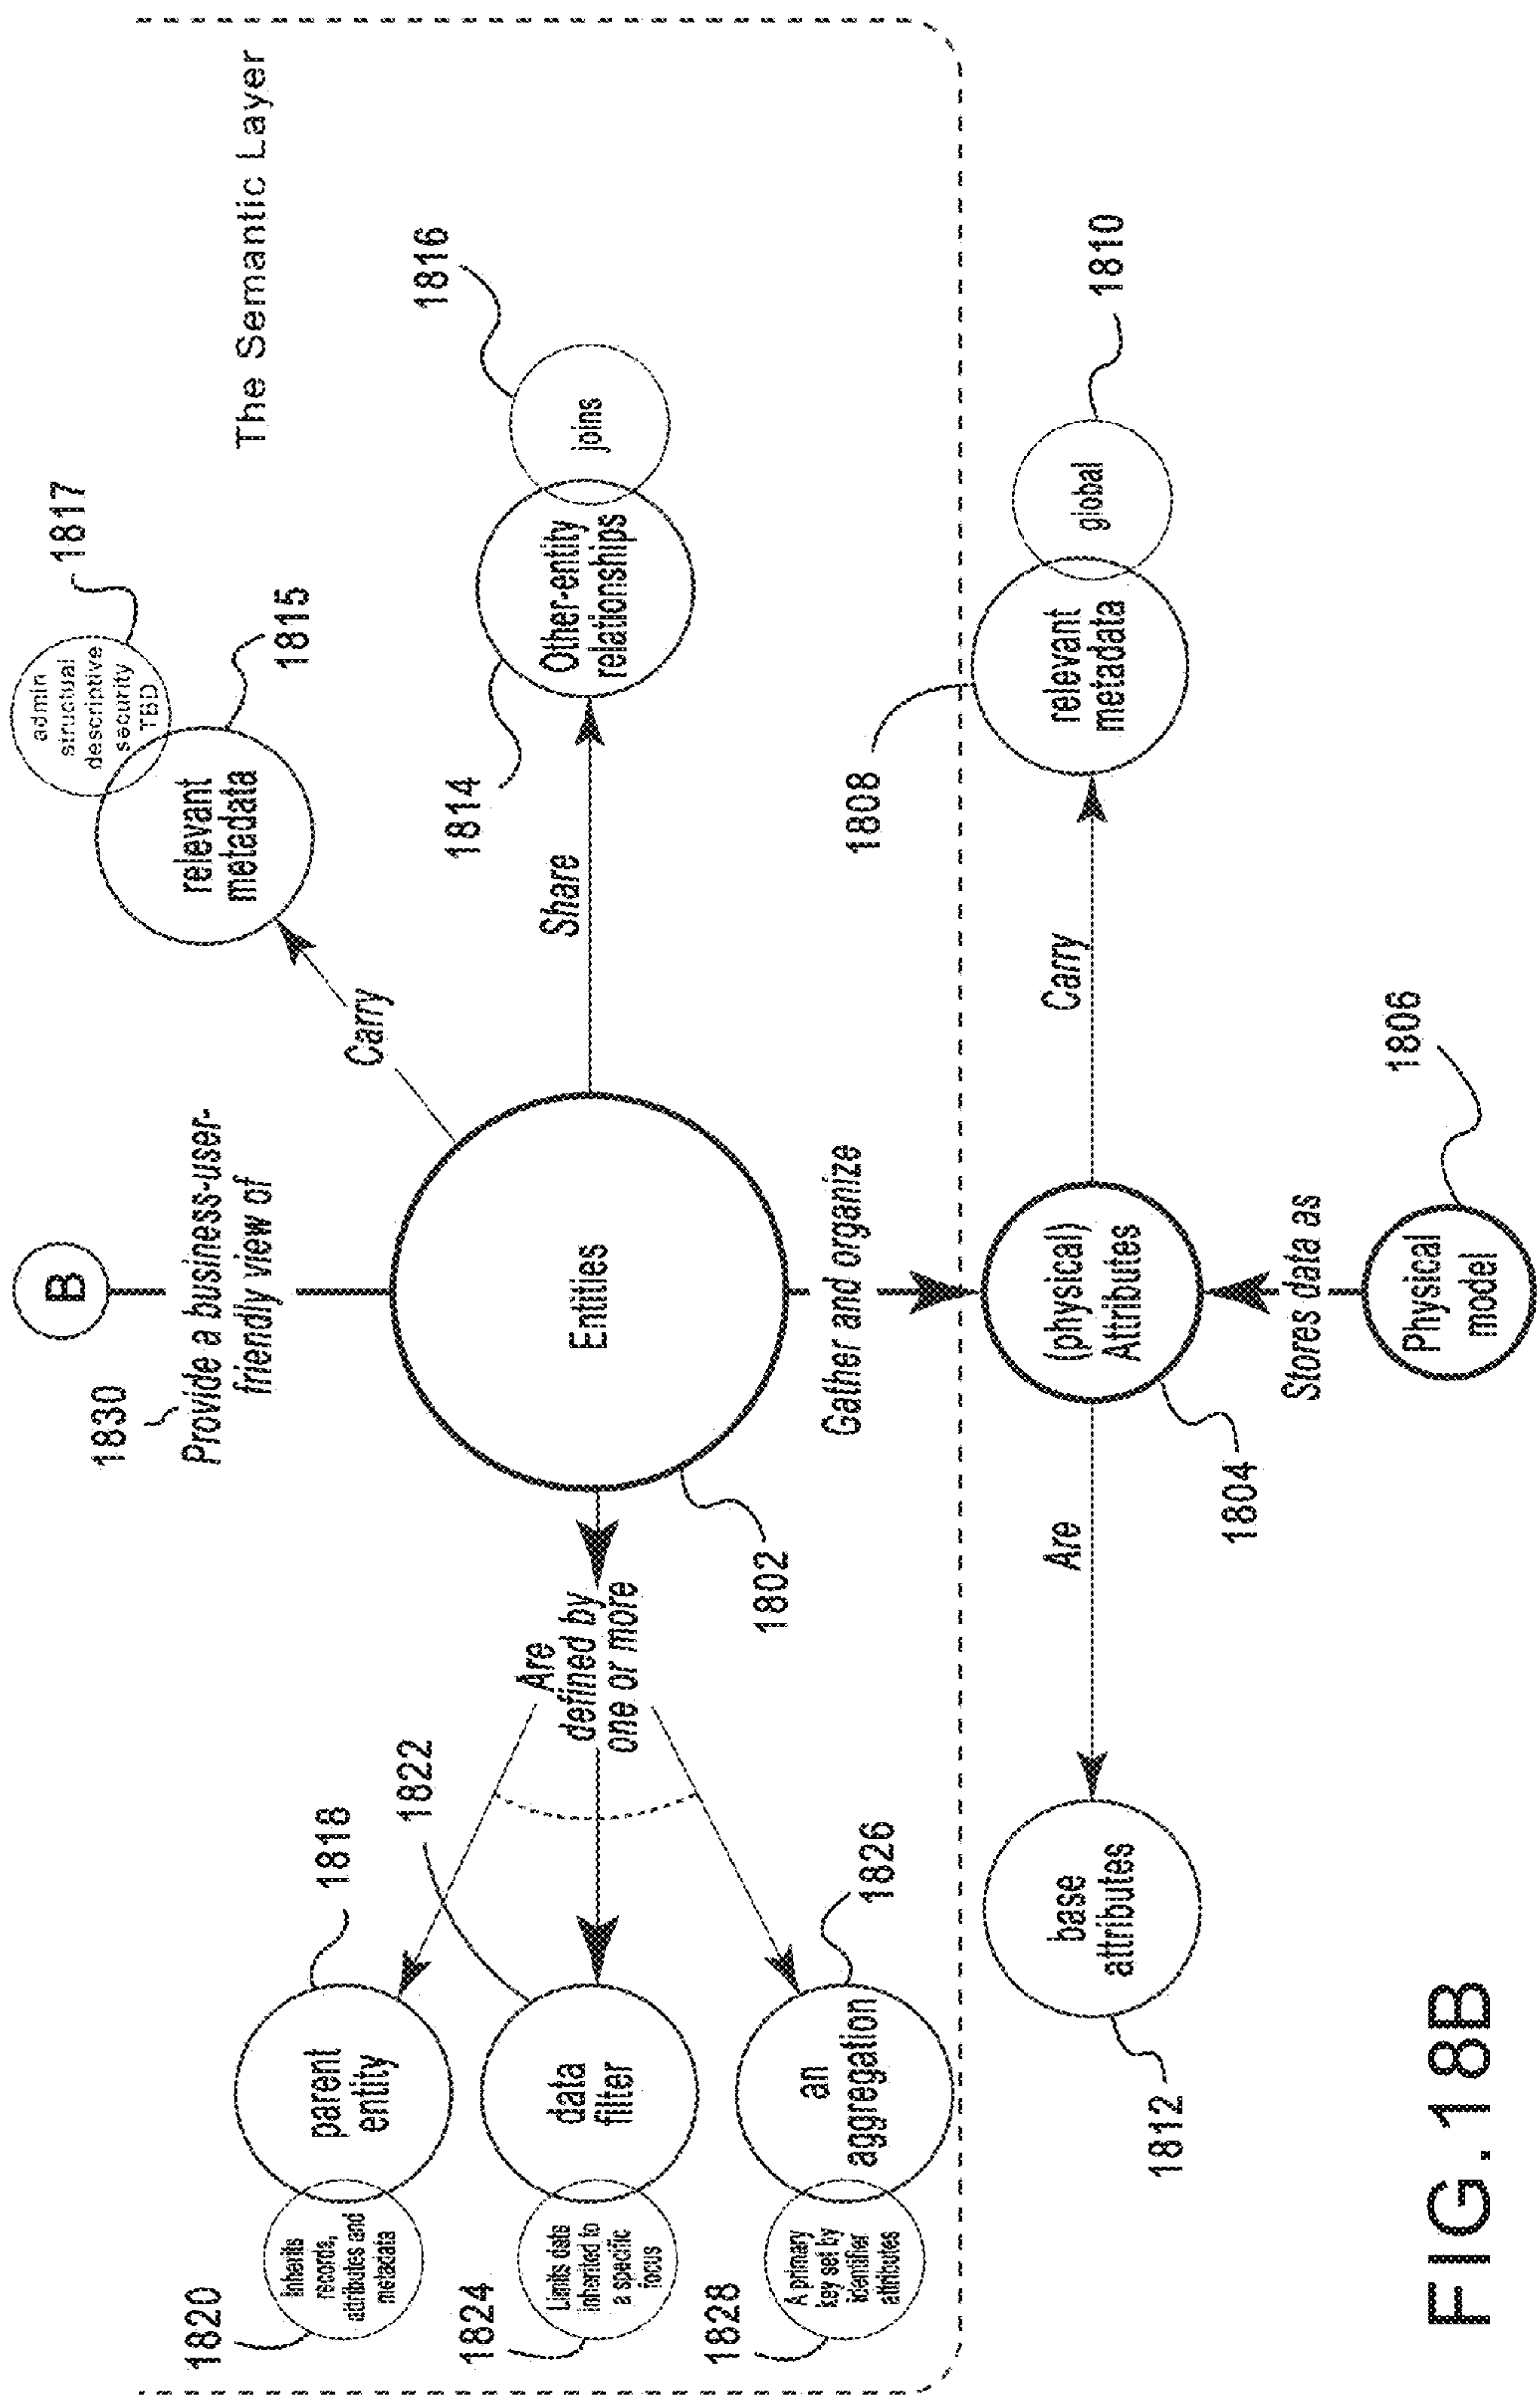 B
admin
structual
descriptive
security
TBD
1817
1830
Provide a business-user-
friendly view of
relevant
metadata
1815
The Semantic Layer
1820
Inherits
records,
attributes and
metadata
parent
entity
1818
Carry
1822
1816
1814
1824
Limits data
inherited to
a specific
focus
data
filter
Are
defined by
one or more
Entities
Share
Other-entity
relationships
joins
1828
A primary
key set by
identifier
attributes
an
aggregation
1826
1802
Gather and organize
1808
base
attributes
Are
(physical)
Attributes
Carry
relevant
metadata
global
1810
1812
1804
Stores data as
1806
Physical
model
FIG. 18B